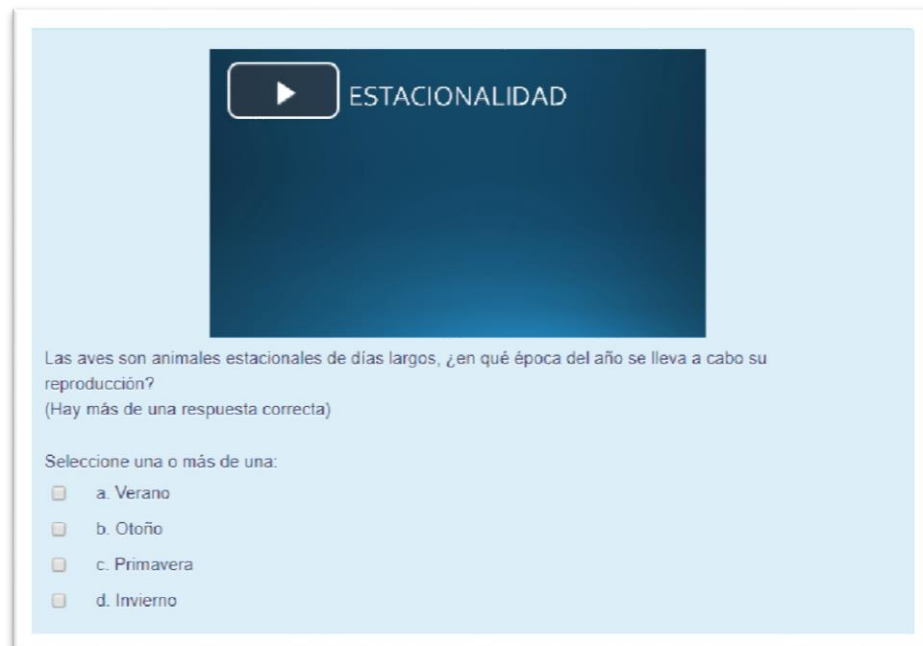 ESTACIONALIDAD
Las aves son animales estacionales de días largos, ¿en qué época del año se lleva a cabo su
reproducción?
(Hay más de una respuesta correcta)
Seleccione una o más de una:
a. Verano
b. Otoño
c. Primavera
d. Invierno